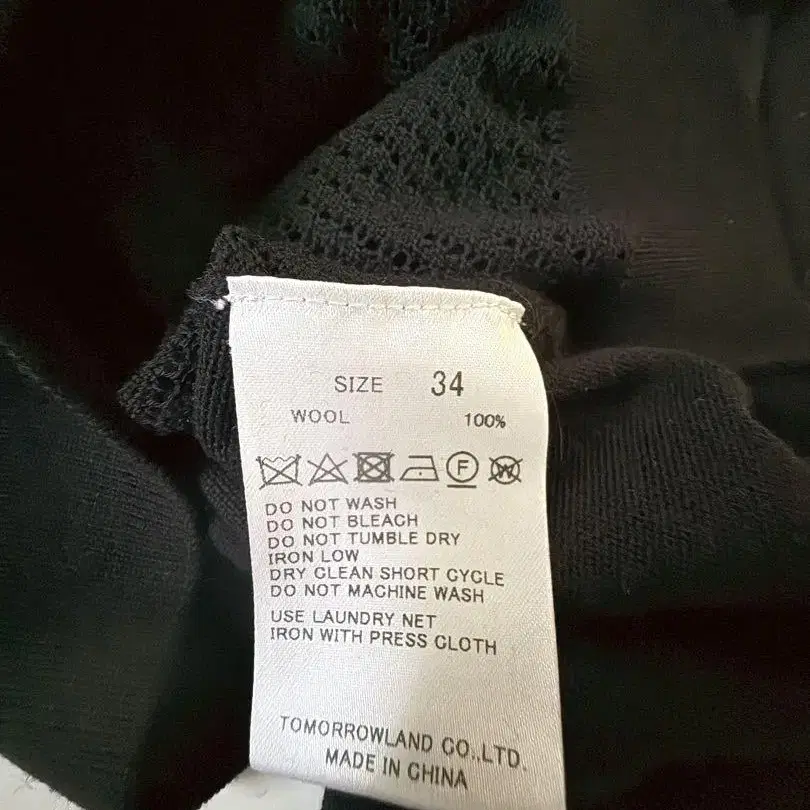 SIZE 34
WOOL 100%
F W
DO NOT WASH
DO NOT BLEACH
DO NOT TUMBLE DRY
IRON LOW
DRY CLEAN SHORT CYCLE
DO NOT MACHINE WASH
USE LAUNDRY NET
IRON WITH PRESS CLOTH
TOMORROWLAND CO.,LTD.
MADE IN CHINA